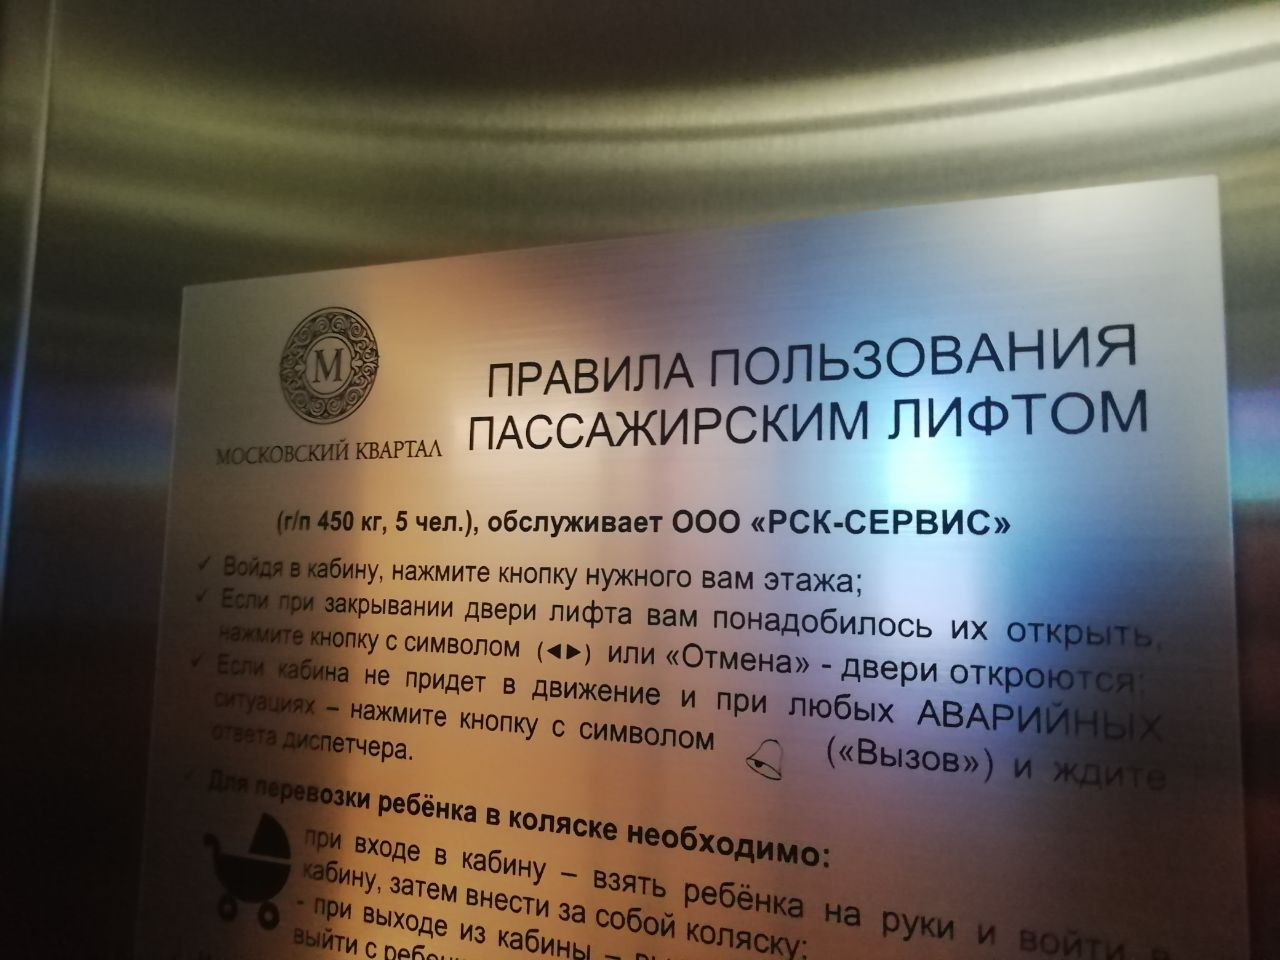 М
МОСКОВСКИЙ КВАРТАЛ
ПРАВИЛА ПОЛЬЗОВАНИЯ
ПАССАЖИРСКИМ ЛИФТОМ
(г/п 450 кг, 5 чел.), обслуживает ООО «РСК-СЕРВИС»
✓ Войдя в кабину, нажмите кнопку нужного вам этажа;
✓ Если при закрывании двери лифта вам понадобилось их открыть,
нажмите кнопку с символом (◄►) или «Отмена» - двери откроются;
✓ Если кабина не придет в движение и при любых АВАРИЙНЫХ
ситуациях – нажмите кнопку с символом («Вызов») и ждите
ответа диспетчера.
✓ Для перевозки ребёнка в коляске необходимо:
при входе в кабину – взять ребёнка на руки и войти в
кабину, затем внести за собой коляску;
- при выходе из кабины –
выйти с